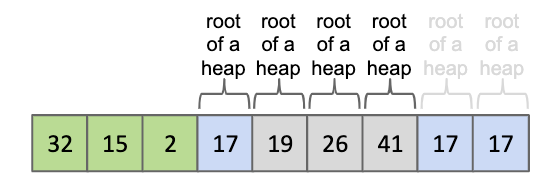 root root root root root root
of a of a of a of a of a of a
heap heap heap heap heap heap
32 15 2 17 19 26 41 17 17